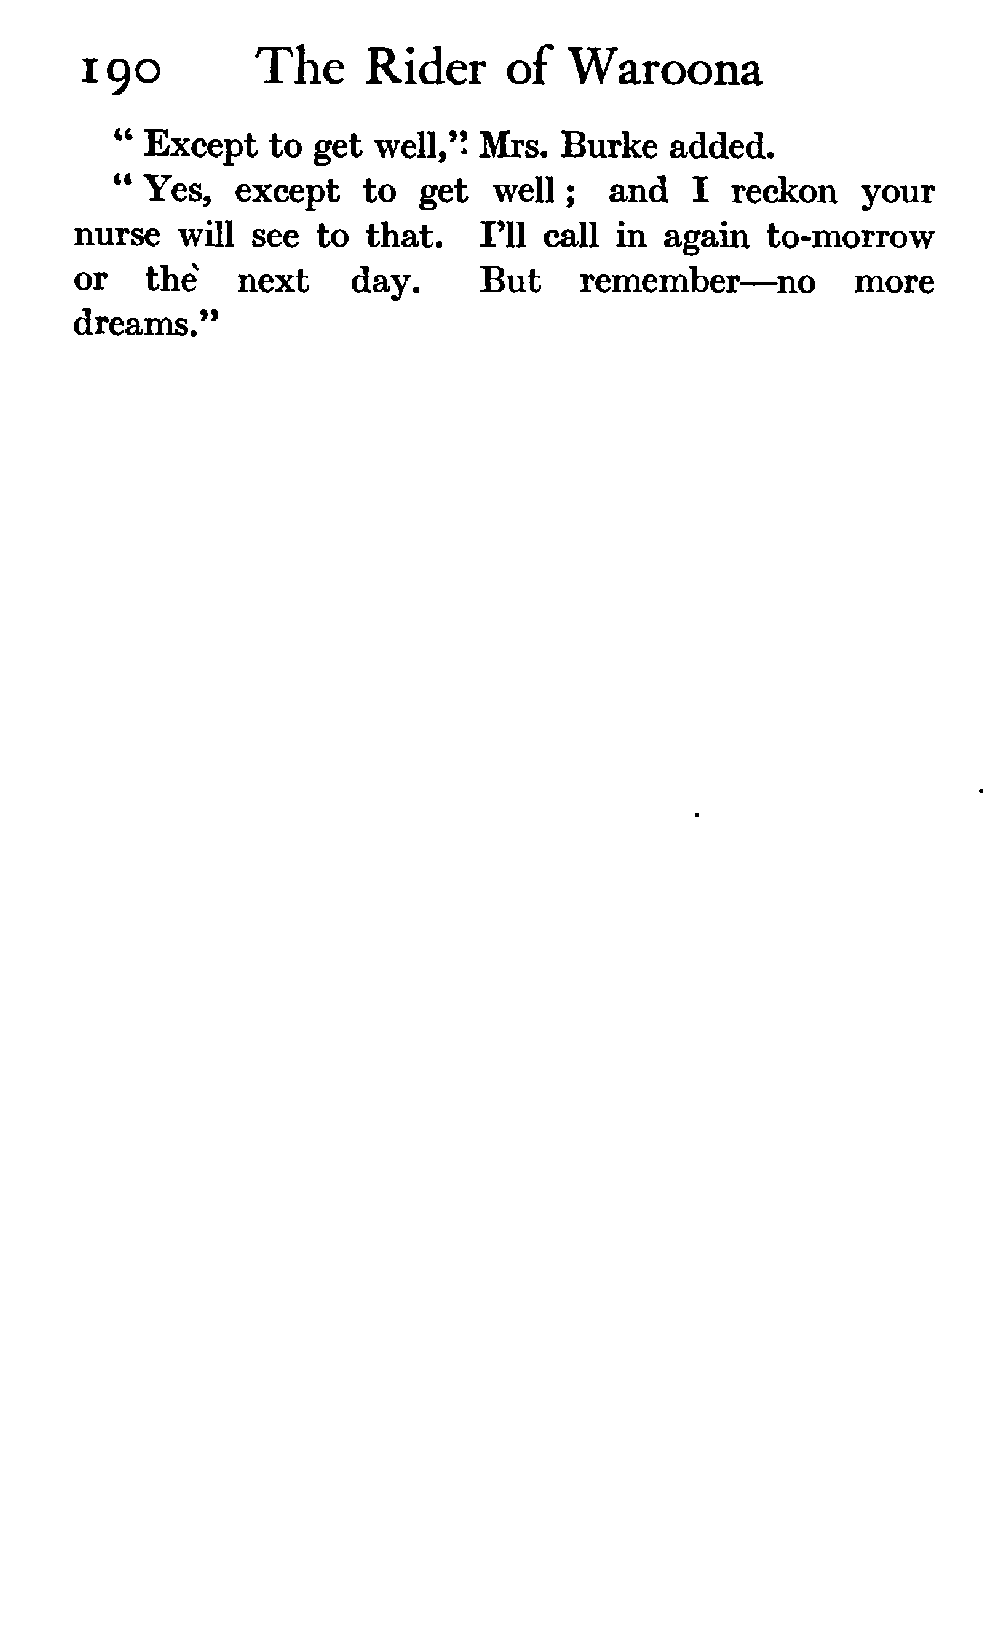 190 The Rider of Waroona
“ Except to get well,” Mrs. Burke added.
“ Yes, except to get well ; and I reckon your
nurse will see to that. I’ll call in again to-morrow
or the next day. But remember—no more
dreams.”